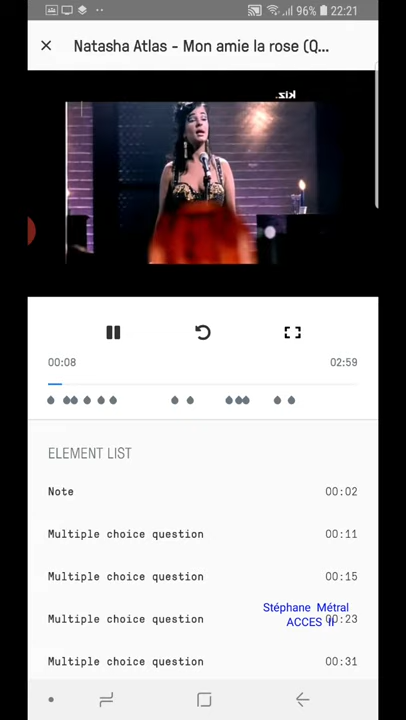 96% 22:21
Natasha Atlas - Mon amie la rose (Q...
kiz.
00:08 02:59
ELEMENT LIST
Note 00:02
Multiple choice question 00:11
Multiple choice question 00:15
Multiple choice question 00:23
Stéphane Métral
ACCES II
Multiple choice question 00:31